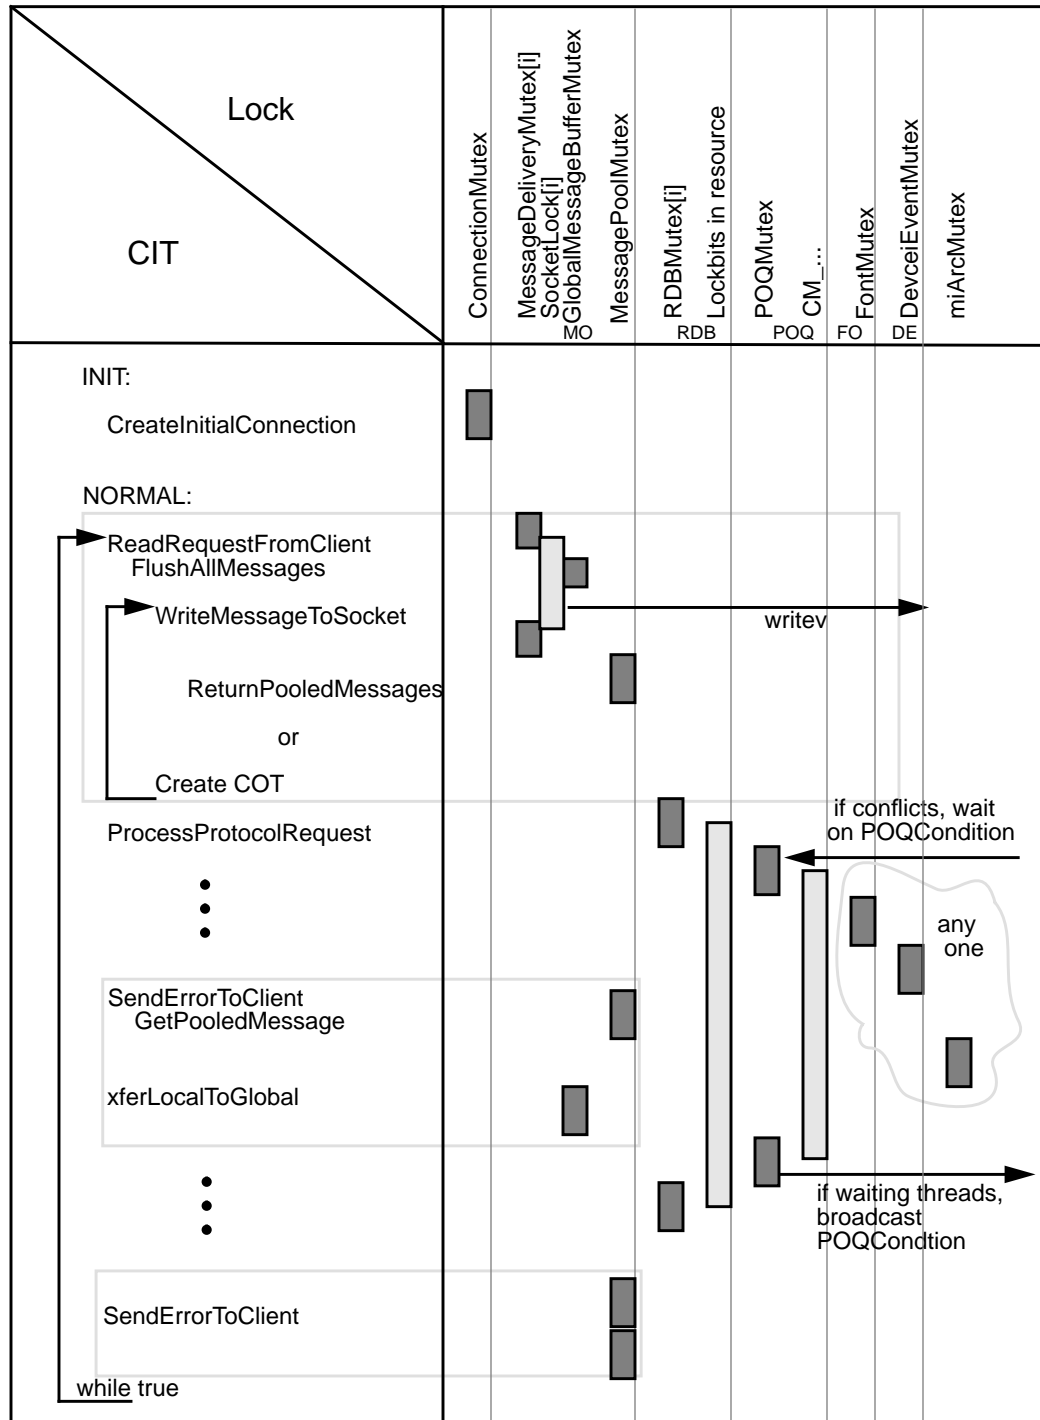 Lock
CIT
ConnectionMutex
MessageDeliveryMutex[i]
SocketLock[i]
GlobalMessageBufferMutex
MessagePoolMutex
RDBMutex[i]
Lockbits in resource
POQMutex
CM_...
FontMutex
DevceiEventMutex
miArcMutex
MO
RDB
POQ
FO
DE
INIT:
CreateInitialConnection
NORMAL:
ReadRequestFromClient
FlushAllMessages
WriteMessageToSocket
writev
ReturnPooledMessages
or
Create COT
if conflicts, wait
on POQCondition
ProcessProtocolRequest
any
one
SendErrorToClient
GetPooledMessage
xferLocalToGlobal
if waiting threads,
broadcast
POQCondtion
SendErrorToClient
while true